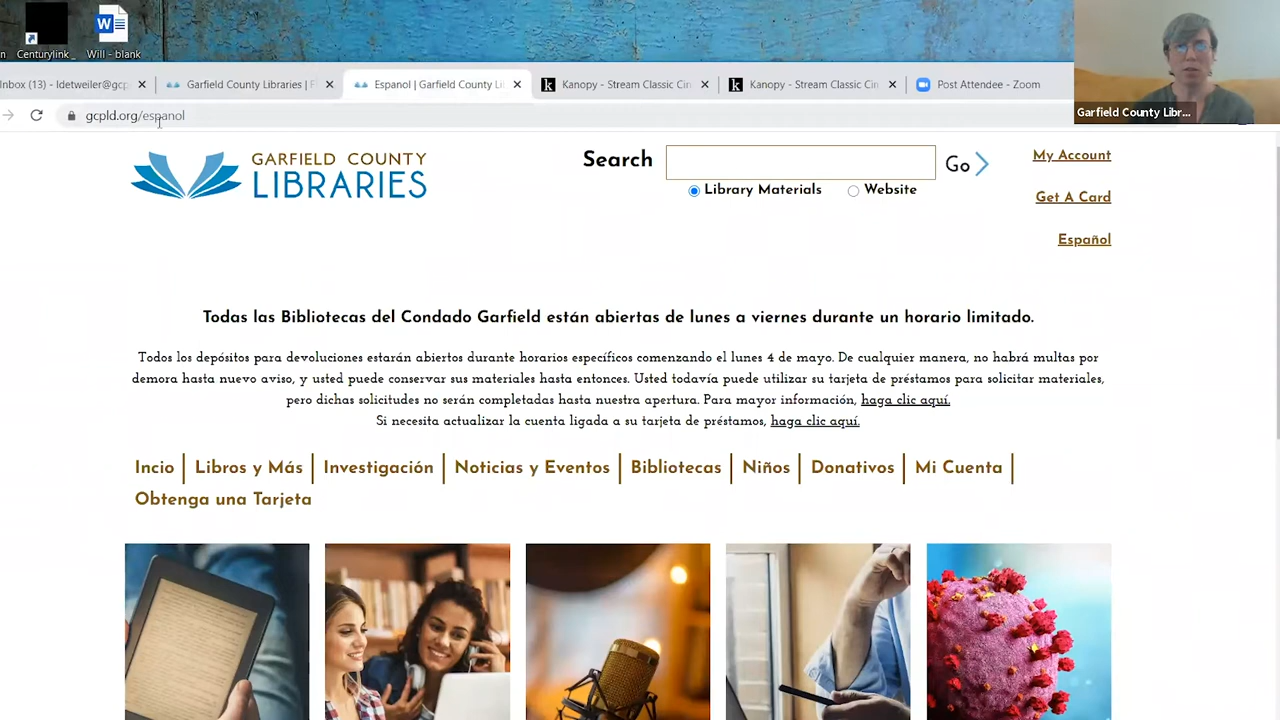 n
Centurylink_
Will - blank
Inbox (13) - ldetweiler@gcp
Garfield County Libraries |
Espanol | Garfield County Li
Kanopy - Stream Classic Cin
Kanopy - Stream Classic Cin
Post Attendee - Zoom
Garfield County Libr...
gcpld.org/espanol
GARFIELD COUNTY
LIBRARIES
Search
Go
Library Materials
Website
My Account
Get A Card
Español
Todas las Bibliotecas del Condado Garfield están abiertas de lunes a viernes durante un horario limitado.
Todos los depósitos para devoluciones estarán abiertos durante horarios específicos comenzando el lunes 4 de mayo. De cualquier manera, no habrá multas por
demora hasta nuevo aviso, y usted puede conservar sus materiales hasta entonces. Usted todavía puede utilizar su tarjeta de préstamos para solicitar materiales,
pero dichas solicitudes no serán completadas hasta nuestra apertura. Para mayor información, haga clic aquí.
Si necesita actualizar la cuenta ligada a su tarjeta de préstamos, haga clic aquí.
Incio
Libros y Más
Investigación
Noticias y Eventos
Bibliotecas
Niños
Donativos
Mi Cuenta
Obtenga una Tarjeta